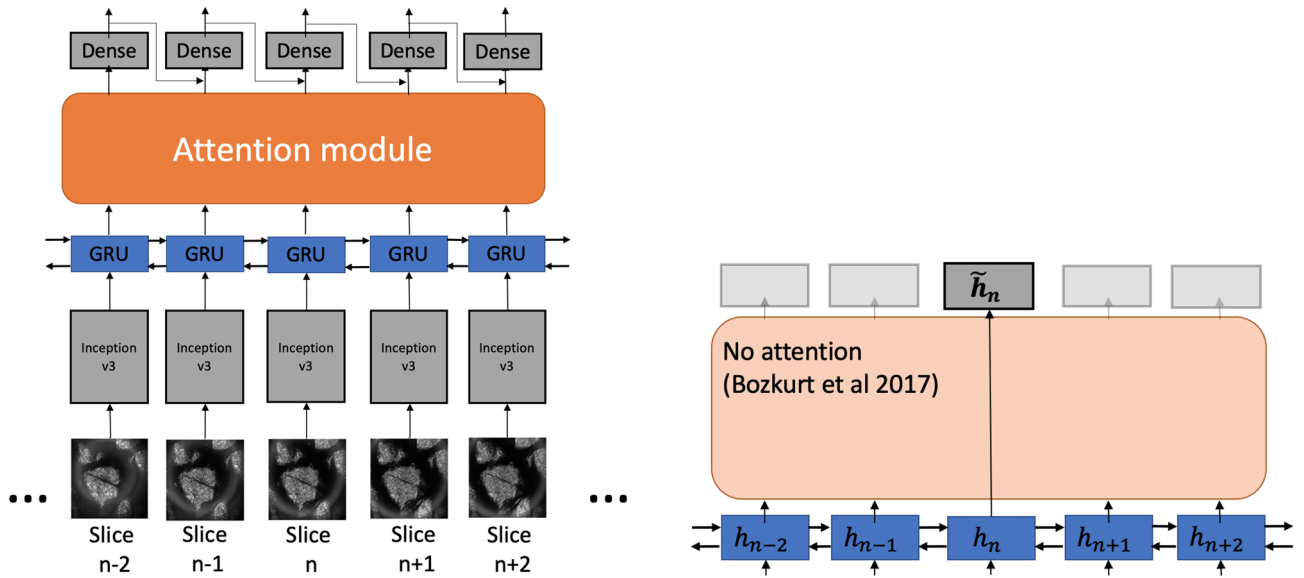 Dense Dense Dense Dense Dense
Attention module
GRU GRU GRU GRU GRU
Inception Inception Inception Inception Inception
v3 v3 v3 v3 v3
... ...
Slice Slice Slice Slice Slice
n-2 n-1 n n+1 n+2
h̃ₙ
No attention
(Bozkurt et al 2017)
hₙ₋₂ hₙ₋₁ hₙ hₙ₊₁ hₙ₊₂